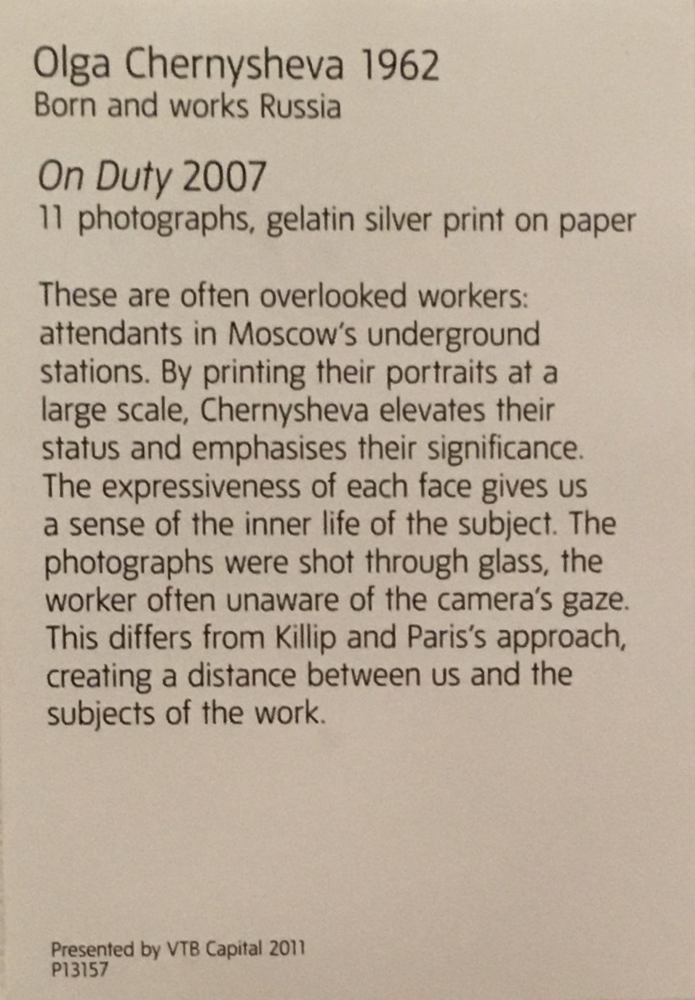 Olga Chernysheva 1962
Born and works Russia
On Duty 2007
11 photographs, gelatin silver print on paper
These are often overlooked workers:
attendants in Moscow's underground
stations. By printing their portraits at a
large scale, Chernysheva elevates their
status and emphasises their significance.
The expressiveness of each face gives us
a sense of the inner life of the subject. The
photographs were shot through glass, the
worker often unaware of the camera's gaze.
This differs from Killip and Paris's approach,
creating a distance between us and the
subjects of the work.
Presented by VTB Capital 2011
P13157